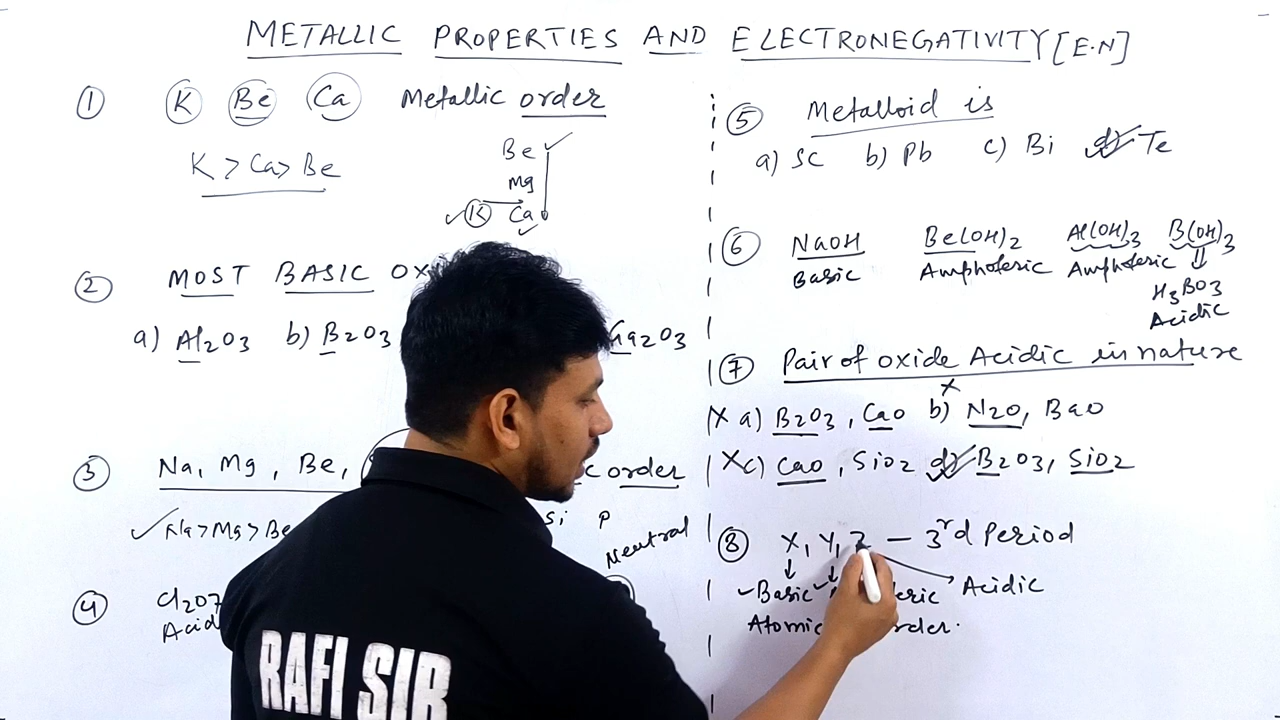 METALLIC PROPERTIES AND ELECTRONEGATIVITY [E.N]
① K Be Ca Metallic order
K > Ca > Be
Be
Mg
K Ca
② MOST BASIC
a) Al2O3 b) B2O3 Ga2O3
③ Na, Mg, Be, order
Na > Mg > Be Si P
Neutral
④ Cl2O7
⑤ Metalloid is
a) SC b) Pb c) Bi d) Te
⑥ NaOH Be(OH)2 Al(OH)3 B(OH)3
Basic Amphoteric Amphoteric ⇓
H3BO3
Acidic
⑦ Pair of oxide Acidic in nature
X a) B2O3, CaO b) N2O, BaO
X c) CaO, SiO2 d) B2O3, SiO2
⑧ X, Y, Z – 3rd Period
Basic Acidic
RAFI SIR